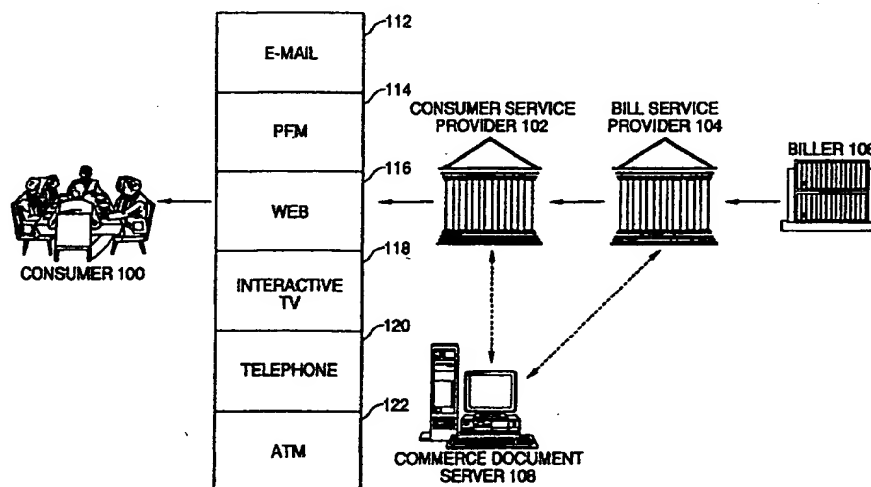 112
E-MAIL
114
PFM
116
WEB
118
INTERACTIVE
TV
120
TELEPHONE
122
ATM
CONSUMER 100
CONSUMER SERVICE
PROVIDER 102
BILL SERVICE
PROVIDER 104
BILLER 106
COMMERCE DOCUMENT
SERVER 108